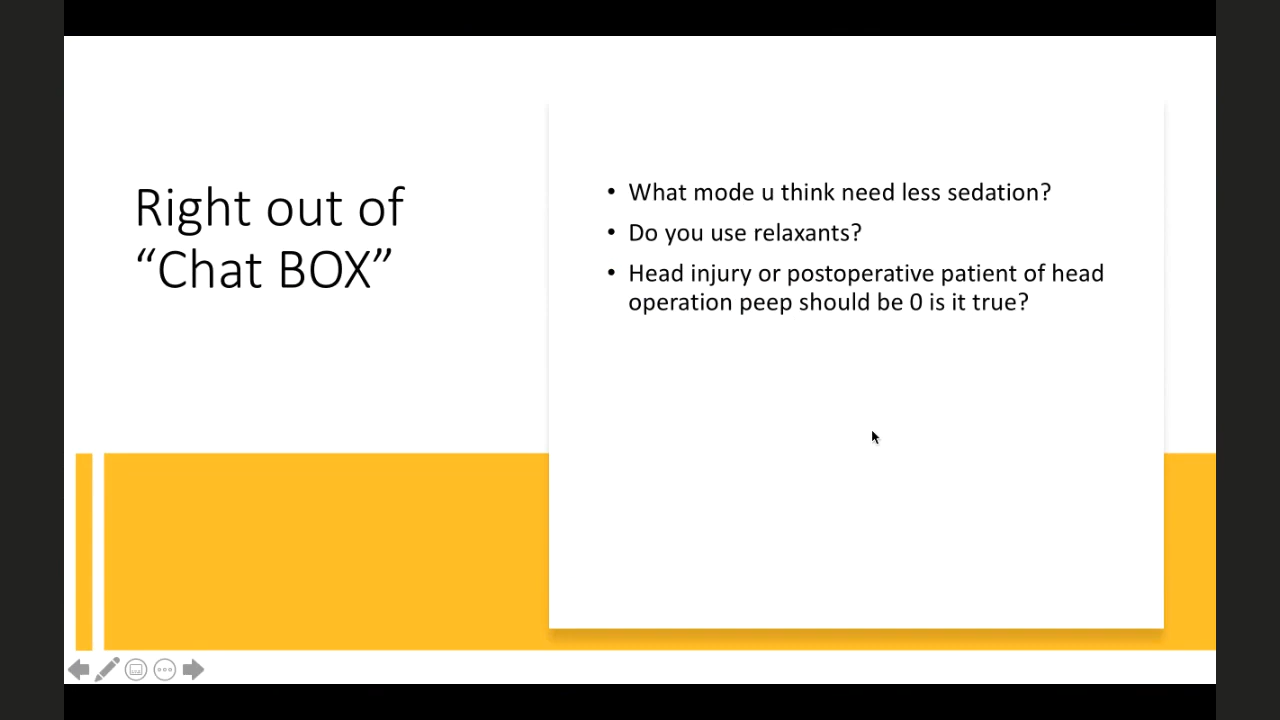 Right out of
“Chat BOX”
• What mode u think need less sedation?
• Do you use relaxants?
• Head injury or postoperative patient of head
operation peep should be 0 is it true?